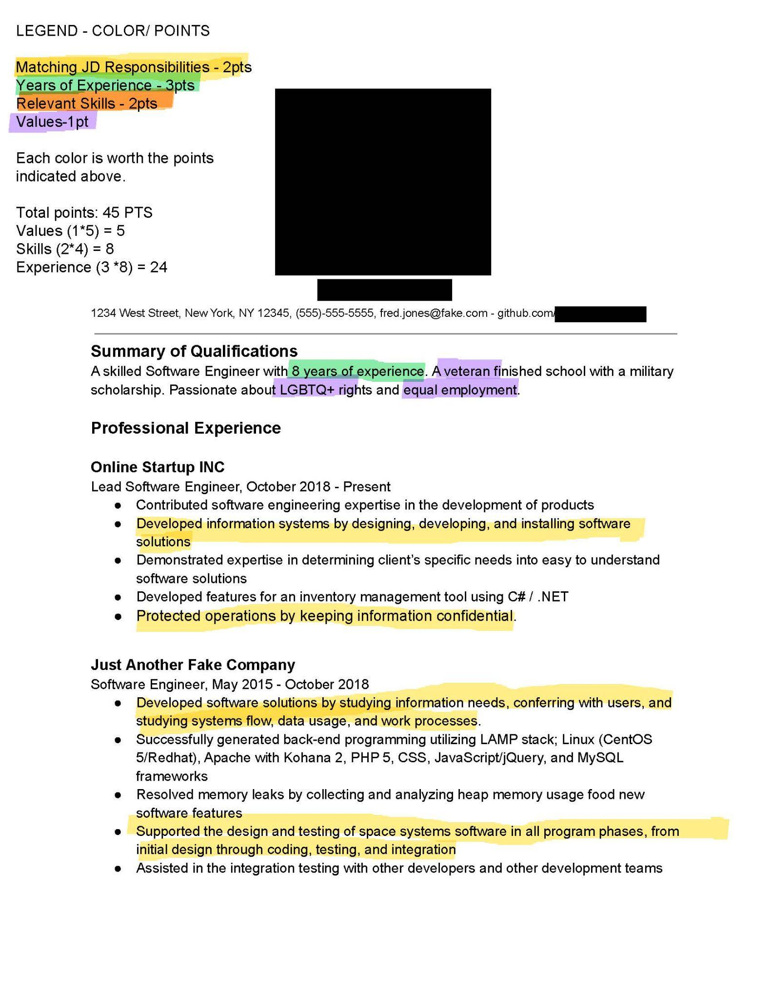 LEGEND - COLOR/ POINTS
Matching JD Responsibilities - 2pts
Years of Experience - 3pts
Relevant Skills - 2pts
Values-1pt
Each color is worth the points
indicated above.
Total points: 45 PTS
Values (1*5) = 5
Skills (2*4) = 8
Experience (3 *8) = 24
1234 West Street, New York, NY 12345, (555)-555-5555, fred.jones@fake.com - github.com/
Summary of Qualifications
A skilled Software Engineer with 8 years of experience. A veteran finished school with a military
scholarship. Passionate about LGBTQ+ rights and equal employment.
Professional Experience
Online Startup INC
Lead Software Engineer, October 2018 - Present
● Contributed software engineering expertise in the development of products
● Developed information systems by designing, developing, and installing software
solutions
● Demonstrated expertise in determining client’s specific needs into easy to understand
software solutions
● Developed features for an inventory management tool using C# / .NET
● Protected operations by keeping information confidential.
Just Another Fake Company
Software Engineer, May 2015 - October 2018
● Developed software solutions by studying information needs, conferring with users, and
studying systems flow, data usage, and work processes.
● Successfully generated back-end programming utilizing LAMP stack; Linux (CentOS
5/Redhat), Apache with Kohana 2, PHP 5, CSS, JavaScript/jQuery, and MySQL
frameworks
● Resolved memory leaks by collecting and analyzing heap memory usage food new
software features
● Supported the design and testing of space systems software in all program phases, from
initial design through coding, testing, and integration
● Assisted in the integration testing with other developers and other development teams